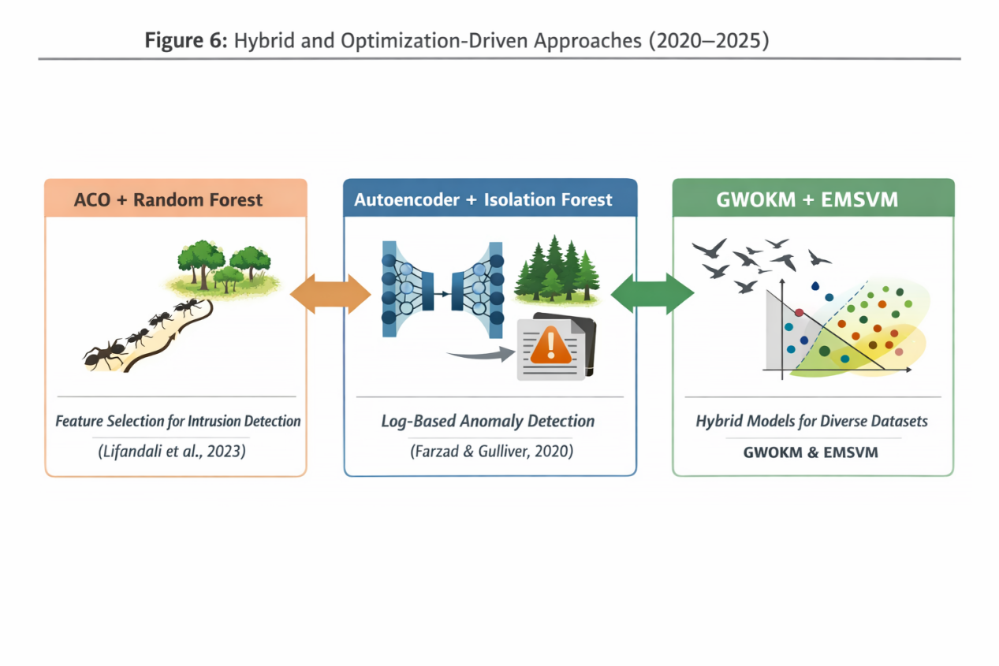 Figure 6: Hybrid and Optimization-Driven Approaches (2020–2025)
ACO + Random Forest
Feature Selection for Intrusion Detection
(Lifandali et al., 2023)
Autoencoder + Isolation Forest
Log-Based Anomaly Detection
(Farzad & Gulliver, 2020)
GWOKM + EMSVM
Hybrid Models for Diverse Datasets
GWOKM & EMSVM